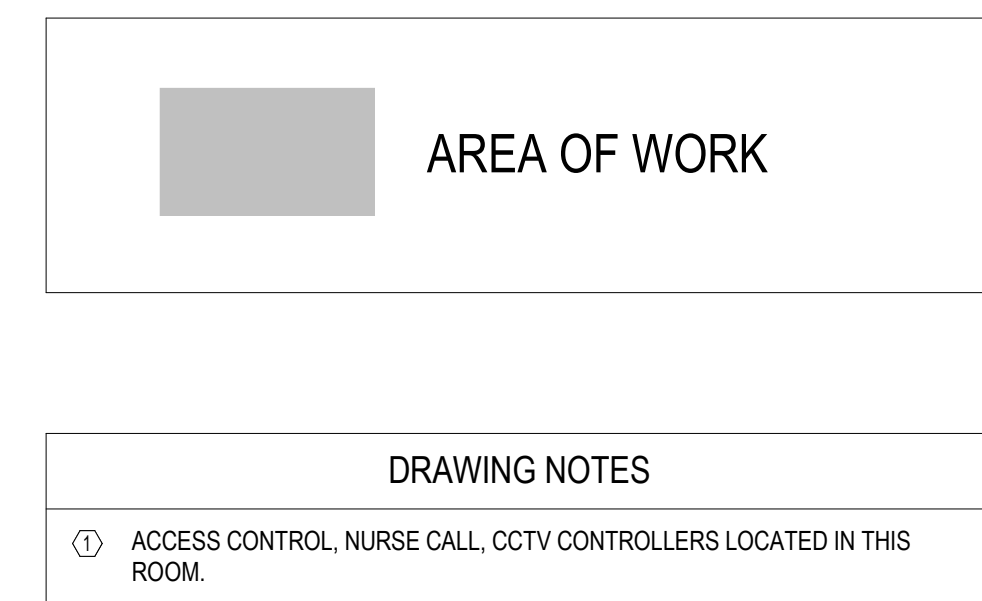 AREA OF WORK
DRAWING NOTES
1 ACCESS CONTROL, NURSE CALL, CCTV CONTROLLERS LOCATED IN THIS
ROOM.